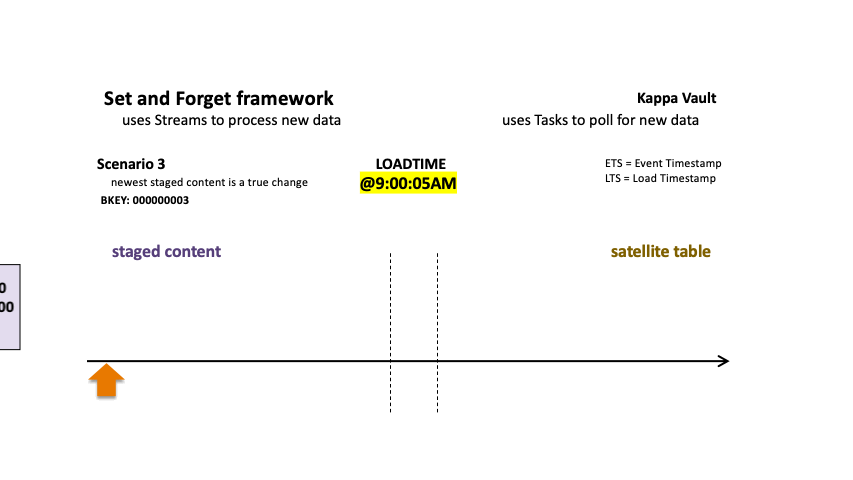 Set and Forget framework
Kappa Vault
uses Streams to process new data
uses Tasks to poll for new data
Scenario 3
LOADTIME
ETS = Event Timestamp
newest staged content is a true change
@9:00:05AM
LTS = Load Timestamp
BKEY: 000000003
staged content
satellite table
0
00